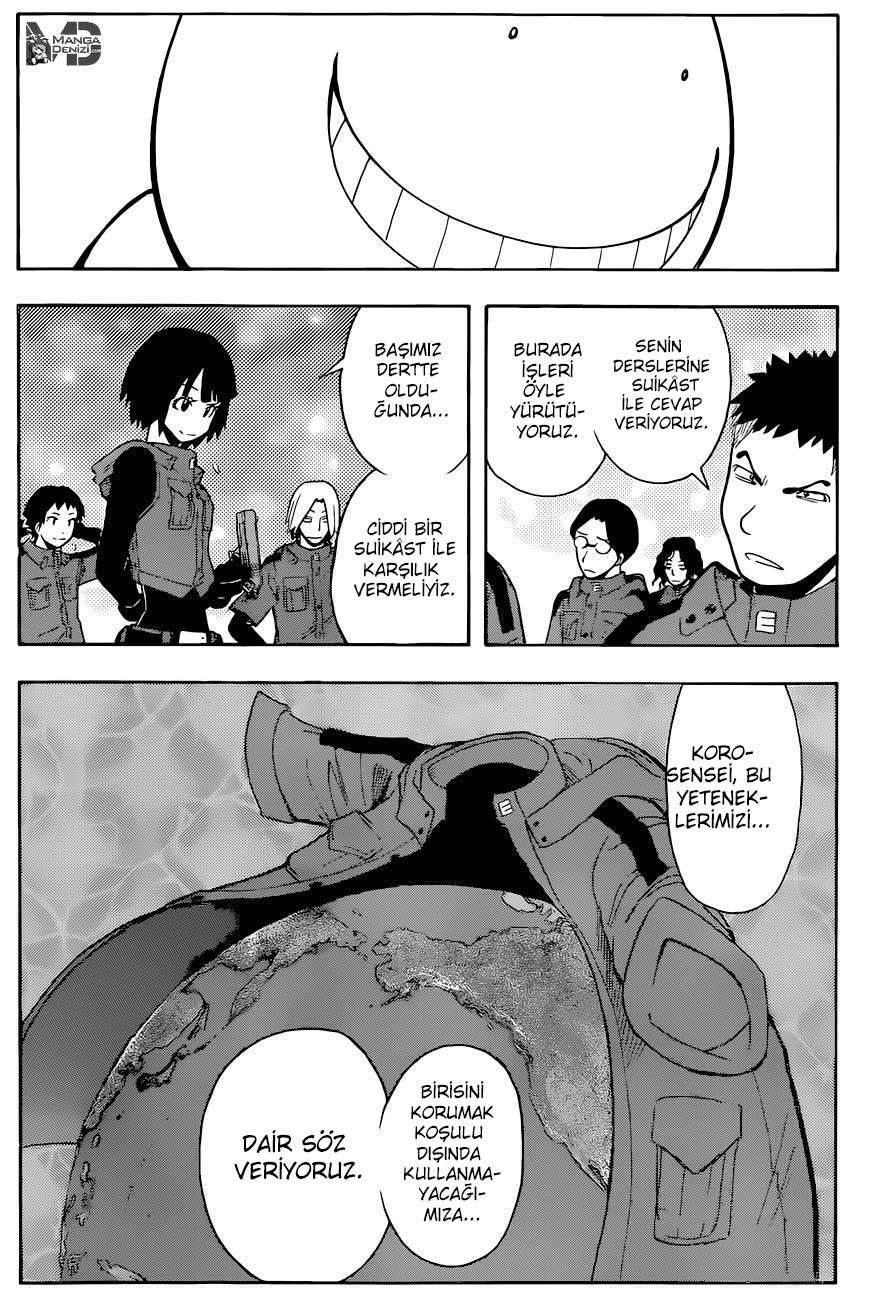 MANGA
DENİZİ
SENİN
DERSLERİNE
SUİKÂST
İLE CEVAP
VERİYORUZ.
BURADA
İŞLERİ
ÖYLE
YÜRÜTÜ-
YORUZ.
BAŞIMIZ
DERTTE
OLDU-
ĞUNDA...
CİDDİ BİR
SUİKÂST İLE
KARŞILIK
VERMELİYİZ.
E
E
KORO-
SENSEİ, BU
YETENEK-
LERİMİZİ...
E
BİRİSİNİ
KORUMAK
KOŞULU
DIŞINDA
KULLANMA-
YACAĞI-
MIZA...
DAİR SÖZ
VERİYORUZ.